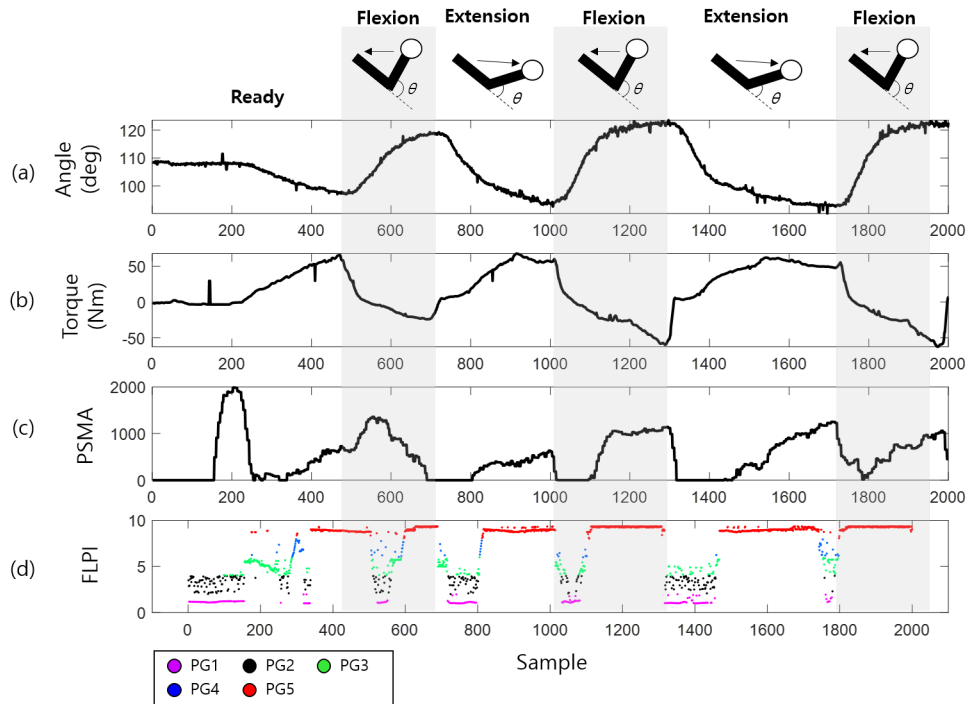 Flexion Extension Flexion Extension Flexion
θ θ θ θ θ
Ready
(a) Angle (deg) 120 110 100
0 200 400 600 800 1000 1200 1400 1600 1800 2000
(b) Torque (Nm) 50 0 -50
0 200 400 600 800 1000 1200 1400 1600 1800 2000
(c) PSMA 2000 1000 0
0 200 400 600 800 1000 1200 1400 1600 1800 2000
(d) FLPI 10 5 0
0 200 400 600 800 1000 1200 1400 1600 1800 2000
Sample
PG1 PG2 PG3
PG4 PG5